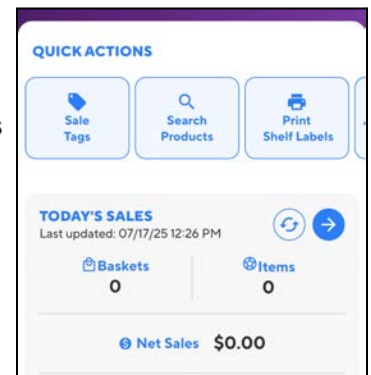 QUICK ACTIONS
Sale Tags
Search Products
Print Shelf Labels
TODAY'S SALES
Last updated: 07/17/25 12:26 PM
Baskets
Items
0
0
Net Sales $0.00